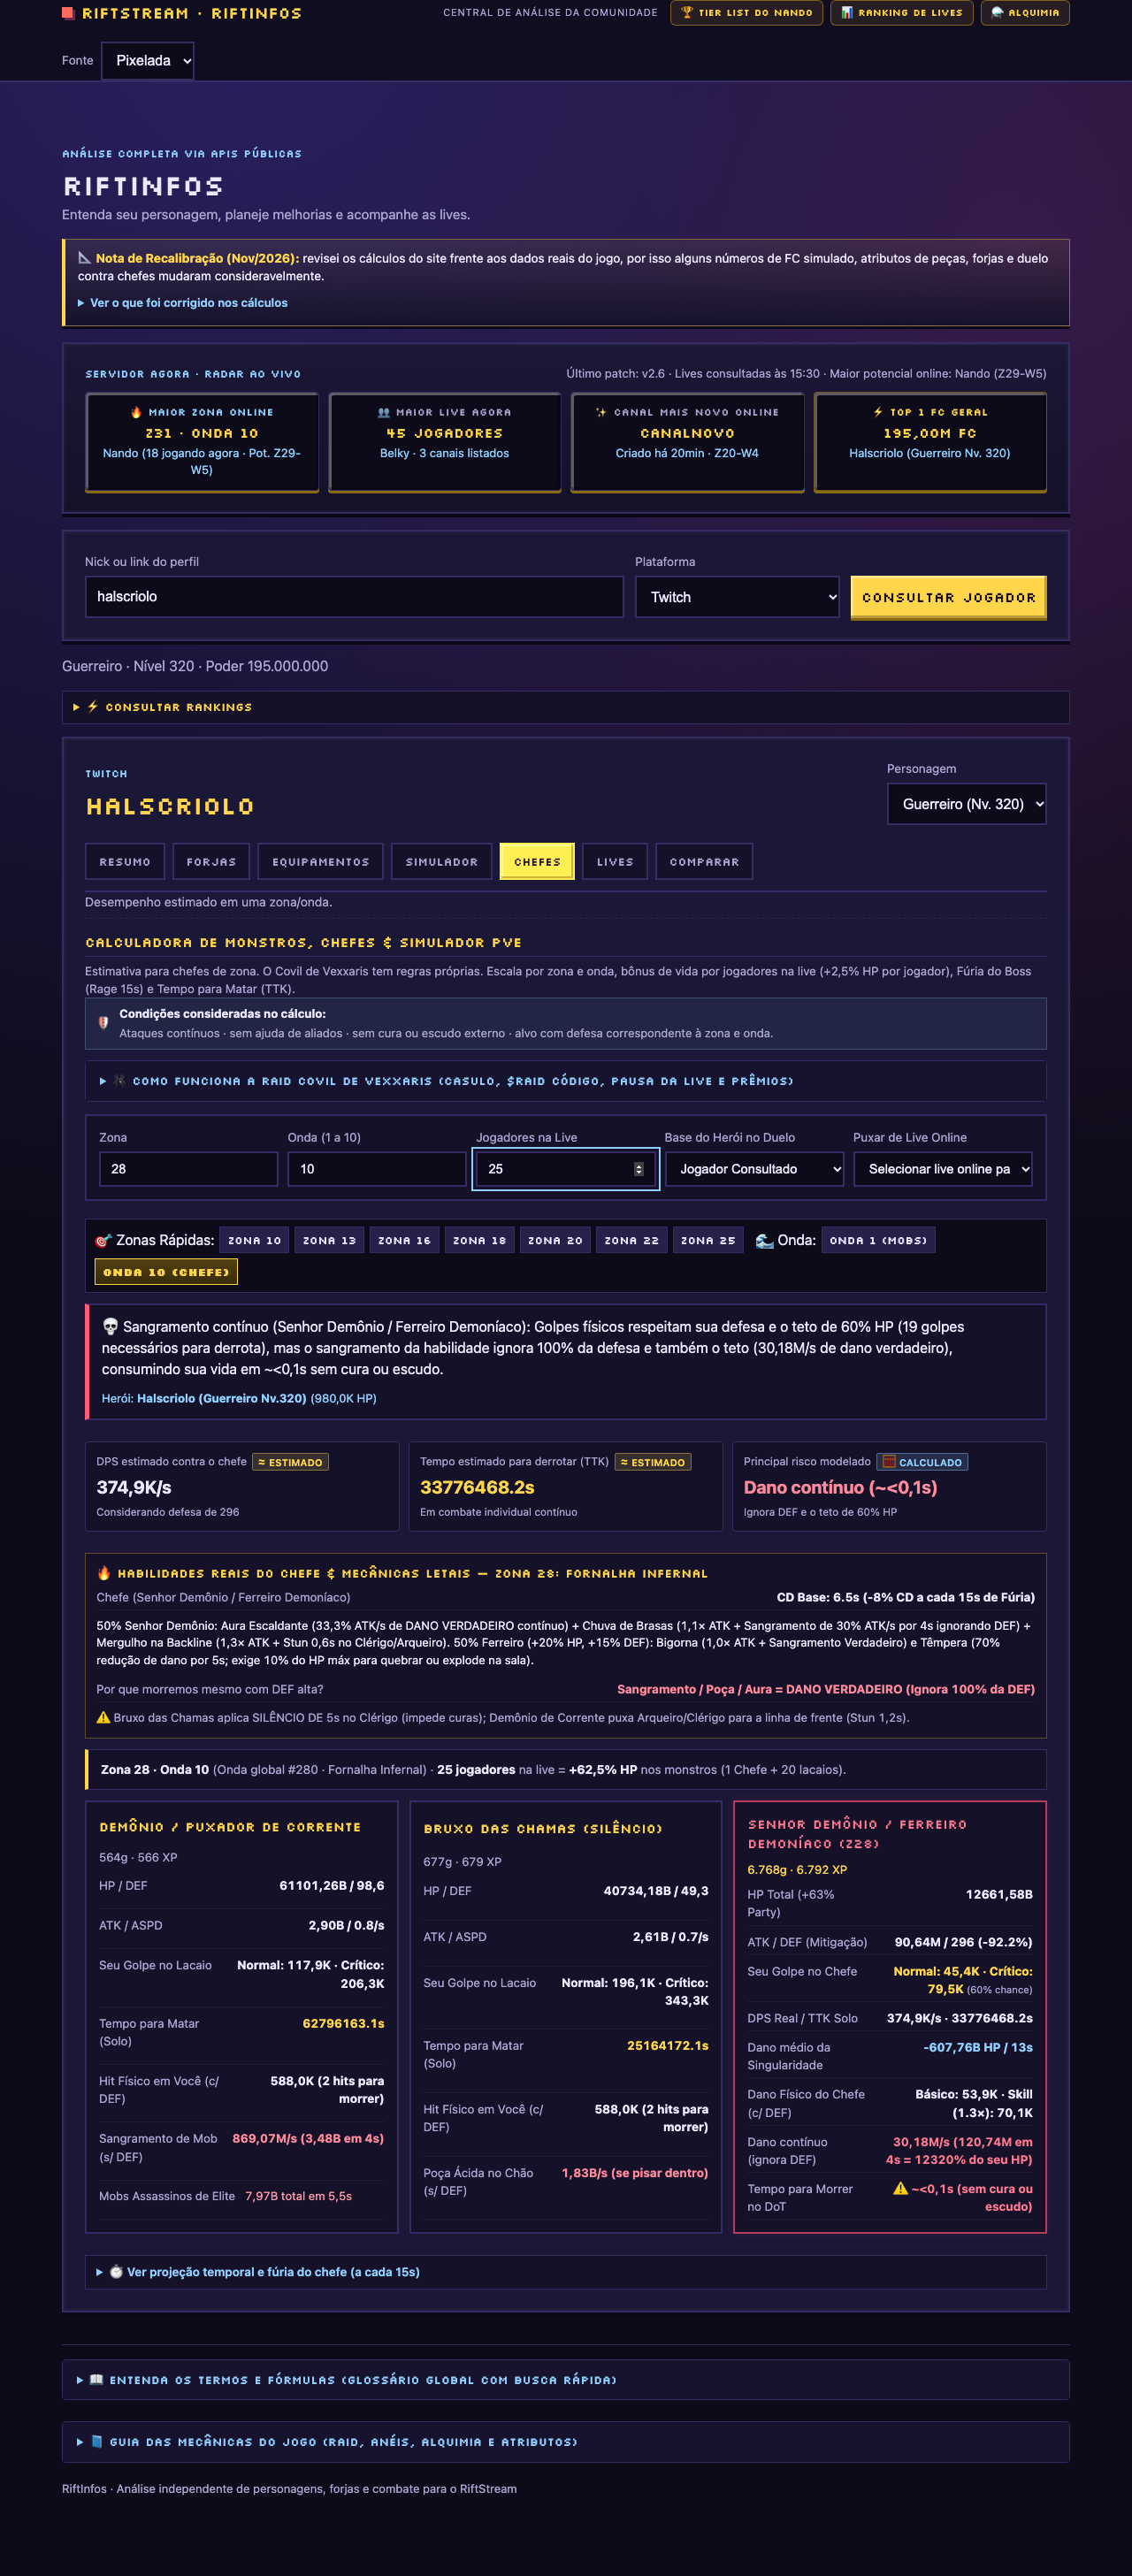 RIFTSTREAM · RIFTINFOS
CENTRAL DE ANÁLISE DA COMUNIDADE
🏆 TIER LIST DO NANDO
📊 RANKING DE LIVES
ALQUIMIA
Fonte
Pixelada
ANÁLISE COMPLETA VIA APIS PÚBLICAS
RIFTINFOS
Entenda seu personagem, planeje melhorias e acompanhe as lives.
📐 Nota de Recalibração (Nov/2026): revisei os cálculos do site frente aos dados reais do jogo, por isso alguns números de FC simulado, atributos de peças, forjas e duelo
contra chefes mudaram consideravelmente.
▶ Ver o que foi corrigido nos cálculos
SERVIDOR AGORA · RADAR AO VIVO
Último patch: v2.6 · Lives consultadas às 15:30 · Maior potencial online: Nando (Z29-W5)
🔥 MAIOR ZONA ONLINE
Z31 · ONDA 10
Nando (18 jogando agora · Pot. Z29-
W5)
👥 MAIOR LIVE AGORA
45 JOGADORES
Belky · 3 canais listados
✨ CANAL MAIS NOVO ONLINE
CANALNOVO
Criado há 20min · Z20-W4
⚡ TOP 1 FC GERAL
195,00M FC
Halscriolo (Guerreiro Nv. 320)
Nick ou link do perfil
halscriolo
Plataforma
Twitch
CONSULTAR JOGADOR
Guerreiro · Nível 320 · Poder 195.000.000
▶ ⚡ CONSULTAR RANKINGS
TWITCH
HALSCRIOLO
Personagem
Guerreiro (Nv. 320)
RESUMO
FORJAS
EQUIPAMENTOS
SIMULADOR
CHEFES
LIVES
COMPARAR
Desempenho estimado em uma zona/onda.
CALCULADORA DE MONSTROS, CHEFES & SIMULADOR PVE
Estimativa para chefes de zona. O Covil de Vexxaris tem regras próprias. Escala por zona e onda, bônus de vida por jogadores na live (+2,5% HP por jogador), Fúria do Boss
(Rage 15s) e Tempo para Matar (TTK).
Condições consideradas no cálculo:
Ataques contínuos · sem ajuda de aliados · sem cura ou escudo externo · alvo com defesa correspondente à zona e onda.
▶ COMO FUNCIONA A RAID COVIL DE VEXXARIS (CASULO, $RAID CÓDIGO, PAUSA DA LIVE E PRÊMIOS)
Zona
28
Onda (1 a 10)
10
Jogadores na Live
25
Base do Herói no Duelo
Jogador Consultado
Puxar de Live Online
Selecionar live online pa
🎯 Zonas Rápidas:
ZONA 10
ZONA 13
ZONA 16
ZONA 18
ZONA 20
ZONA 22
ZONA 25
🌊 Onda:
ONDA 1 (MOBS)
ONDA 10 (CHEFE)
💀 Sangramento contínuo (Senhor Demônio / Ferreiro Demoníaco): Golpes físicos respeitam sua defesa e o teto de 60% HP (19 golpes
necessários para derrota), mas o sangramento da habilidade ignora 100% da defesa e também o teto (30,18M/s de dano verdadeiro),
consumindo sua vida em ~<0,1s sem cura ou escudo.
Herói: Halscriolo (Guerreiro Nv.320) (980,0K HP)
DPS estimado contra o chefe ≈ ESTIMADO
374,9K/s
Considerando defesa de 296
Tempo estimado para derrotar (TTK) ≈ ESTIMADO
33776468.2s
Em combate individual contínuo
Principal risco modelado 🧮 CALCULADO
Dano contínuo (~<0,1s)
Ignora DEF e o teto de 60% HP
🔥 HABILIDADES REAIS DO CHEFE & MECÂNICAS LETAIS — ZONA 28: FORNALHA INFERNAL
Chefe (Senhor Demônio / Ferreiro Demoníaco)
CD Base: 6.5s (-8% CD a cada 15s de Fúria)
50% Senhor Demônio: Aura Escaldante (33,3% ATK/s de DANO VERDADEIRO contínuo) + Chuva de Brasas (1,1× ATK + Sangramento de 30% ATK/s por 4s ignorando DEF) +
Mergulho na Backline (1,3× ATK + Stun 0,6s no Clérigo/Arqueiro). 50% Ferreiro (+20% HP, +15% DEF): Bigorna (1,0× ATK + Sangramento Verdadeiro) e Têmpera (70%
redução de dano por 5s; exige 10% do HP máx para quebrar ou explode na sala).
Por que morremos mesmo com DEF alta?
Sangramento / Poça / Aura = DANO VERDADEIRO (Ignora 100% da DEF)
⚠️ Bruxo das Chamas aplica SILÊNCIO DE 5s no Clérigo (impede curas); Demônio de Corrente puxa Arqueiro/Clérigo para a linha de frente (Stun 1,2s).
Zona 28 · Onda 10 (Onda global #280 · Fornalha Infernal) · 25 jogadores na live = +62,5% HP nos monstros (1 Chefe + 20 lacaios).
DEMÔNIO / PUXADOR DE CORRENTE
564g · 566 XP
HP / DEF
61101,26B / 98,6
ATK / ASPD
2,90B / 0.8/s
Seu Golpe no Lacaio
Normal: 117,9K · Crítico:
206,3K
Tempo para Matar
(Solo)
62796163.1s
Hit Físico em Você (c/
DEF)
588,0K (2 hits para
morrer)
Sangramento de Mob
(s/ DEF)
869,07M/s (3,48B em 4s)
Mobs Assassinos de Elite 7,97B total em 5,5s
BRUXO DAS CHAMAS (SILÊNCIO)
677g · 679 XP
HP / DEF
40734,18B / 49,3
ATK / ASPD
2,61B / 0.7/s
Seu Golpe no Lacaio
Normal: 196,1K · Crítico:
343,3K
Tempo para Matar
(Solo)
25164172.1s
Hit Físico em Você (c/
DEF)
588,0K (2 hits para
morrer)
Poça Ácida no Chão
(s/ DEF)
1,83B/s (se pisar dentro)
SENHOR DEMÔNIO / FERREIRO
DEMONÍACO (Z28)
6.768g · 6.792 XP
HP Total (+63%
Party)
12661,58B
ATK / DEF (Mitigação)
90,64M / 296 (-92.2%)
Seu Golpe no Chefe
Normal: 45,4K · Crítico:
79,5K (60% chance)
DPS Real / TTK Solo
374,9K/s · 33776468.2s
Dano médio da
Singularidade
-607,76B HP / 13s
Dano Físico do Chefe
(c/ DEF)
Básico: 53,9K · Skill
(1.3×): 70,1K
Dano contínuo
(ignora DEF)
30,18M/s (120,74M em
4s = 12320% do seu HP)
Tempo para Morrer
no DoT
⚠️ ~<0,1s (sem cura ou
escudo)
▶ ⏱️ Ver projeção temporal e fúria do chefe (a cada 15s)
▶ 📖 ENTENDA OS TERMOS E FÓRMULAS (GLOSSÁRIO GLOBAL COM BUSCA RÁPIDA)
▶ 📘 GUIA DAS MECÂNICAS DO JOGO (RAID, ANÉIS, ALQUIMIA E ATRIBUTOS)
RiftInfos · Análise independente de personagens, forjas e combate para o RiftStream